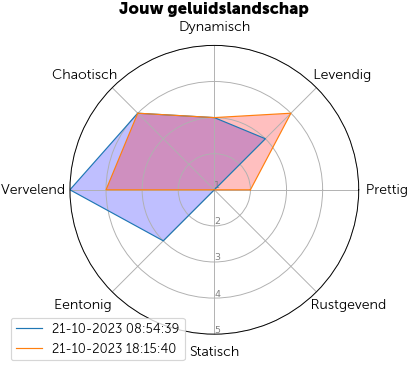 Jouw geluidslandschap
Dynamisch
Chaotisch
Levendig
Vervelend
1
Prettig
2
3
4
Eentonig
Rustgevend
5
Statisch
21-10-2023 08:54:39
21-10-2023 18:15:40